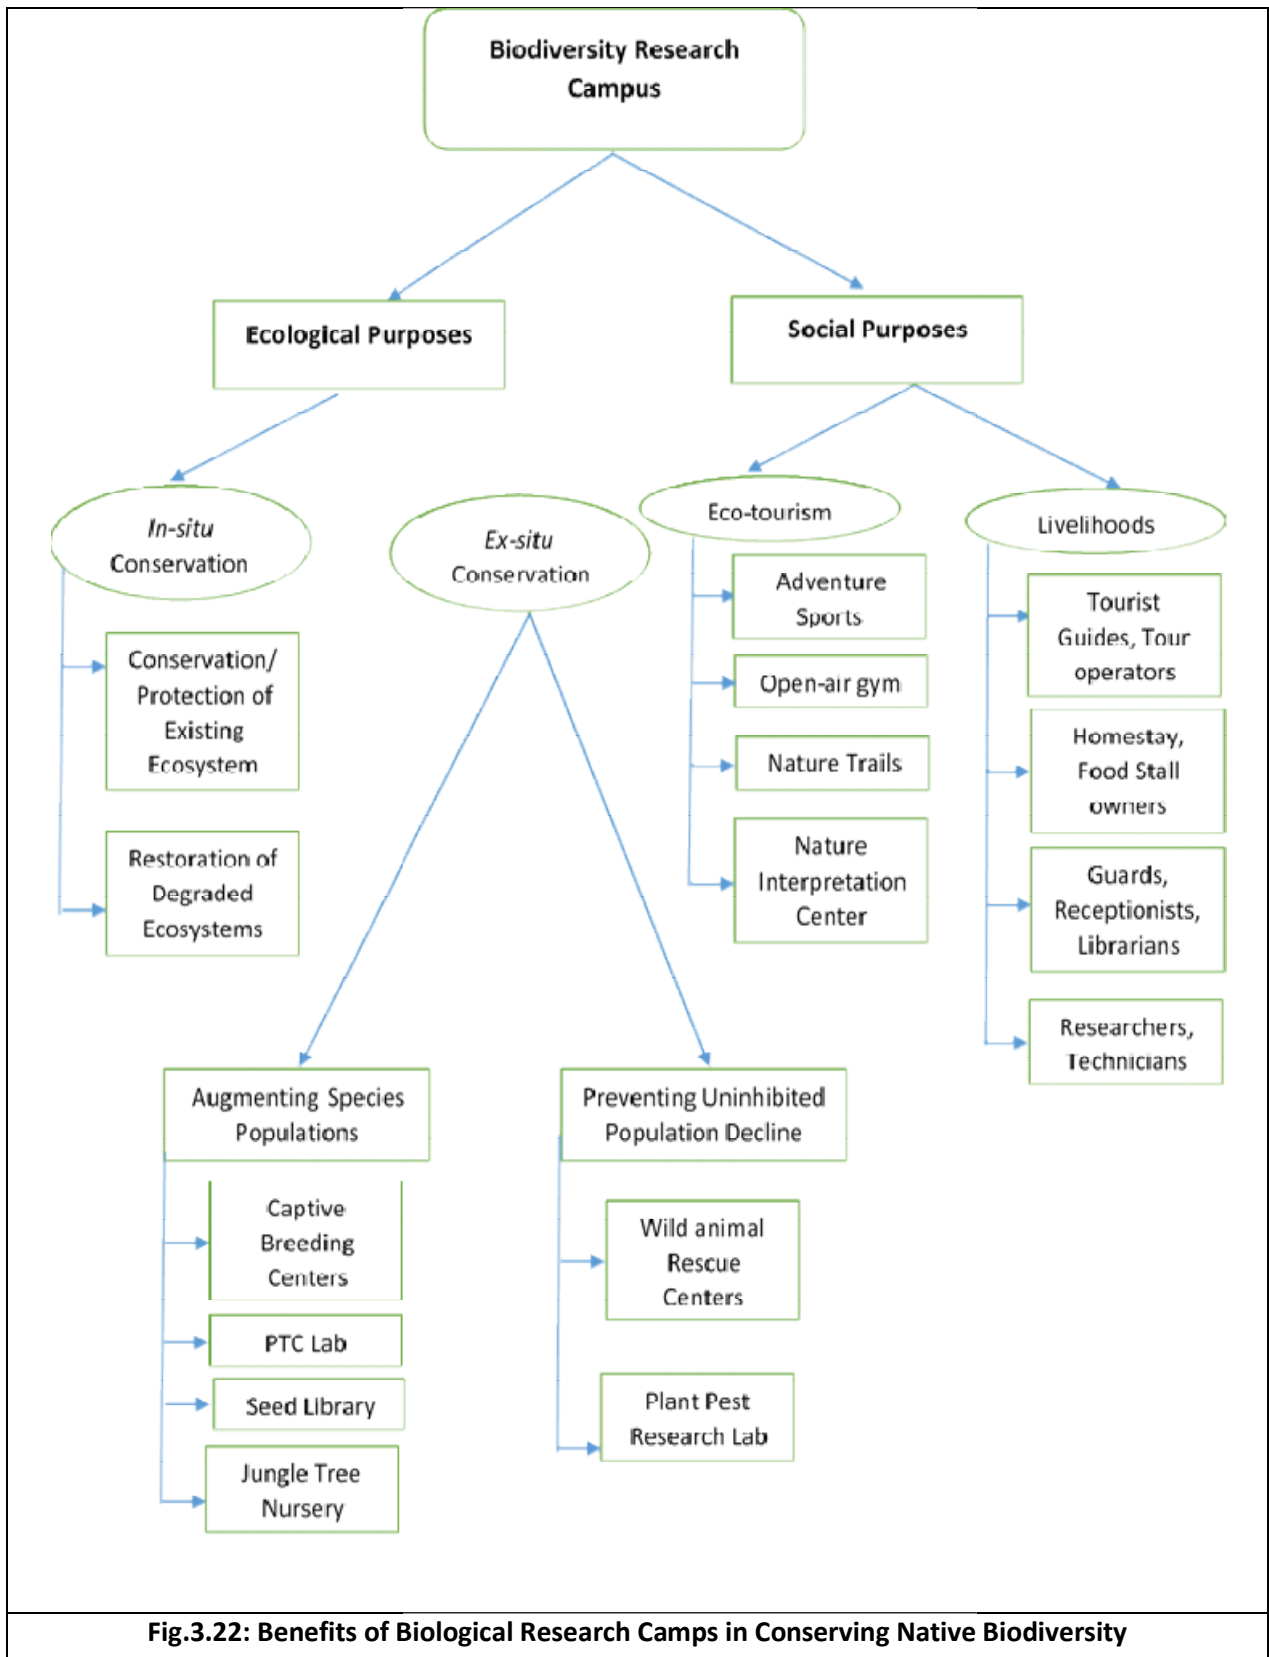 Biodiversity Research
Campus
Ecological Purposes
Social Purposes
In-situ
Conservation
Ex-situ
Conservation
Eco-tourism
Livelihoods
Conservation/
Protection of
Existing
Ecosystem
Restoration of
Degraded
Ecosystems
Adventure
Sports
Open-air gym
Nature Trails
Nature
Interpretation
Center
Tourist
Guides, Tour
operators
Homestay,
Food Stall
owners
Guards,
Receptionists,
Librarians
Researchers,
Technicians
Augmenting Species
Populations
Captive
Breeding
Centers
PTC Lab
Seed Library
Jungle Tree
Nursery
Preventing Uninhibited
Population Decline
Wild animal
Rescue
Centers
Plant Pest
Research Lab
Fig.3.22: Benefits of Biological Research Camps in Conserving Native Biodiversity